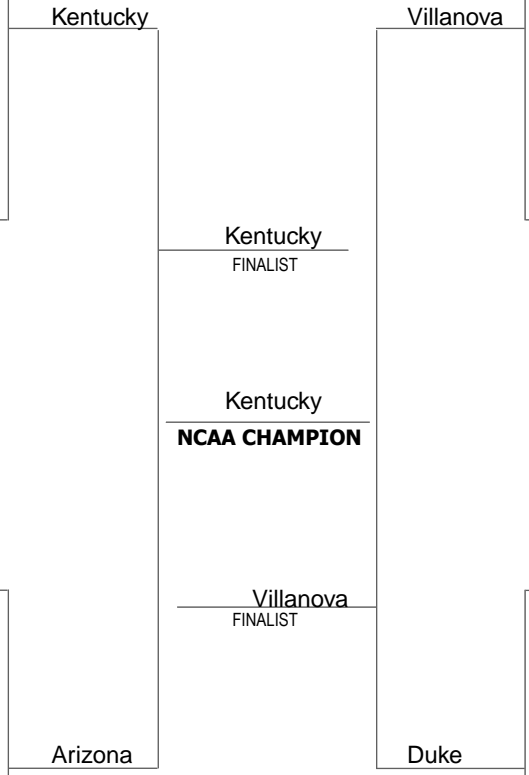 Kentucky
Villanova
Kentucky
FINALIST
Kentucky
NCAA CHAMPION
Villanova
FINALIST
Arizona
Duke